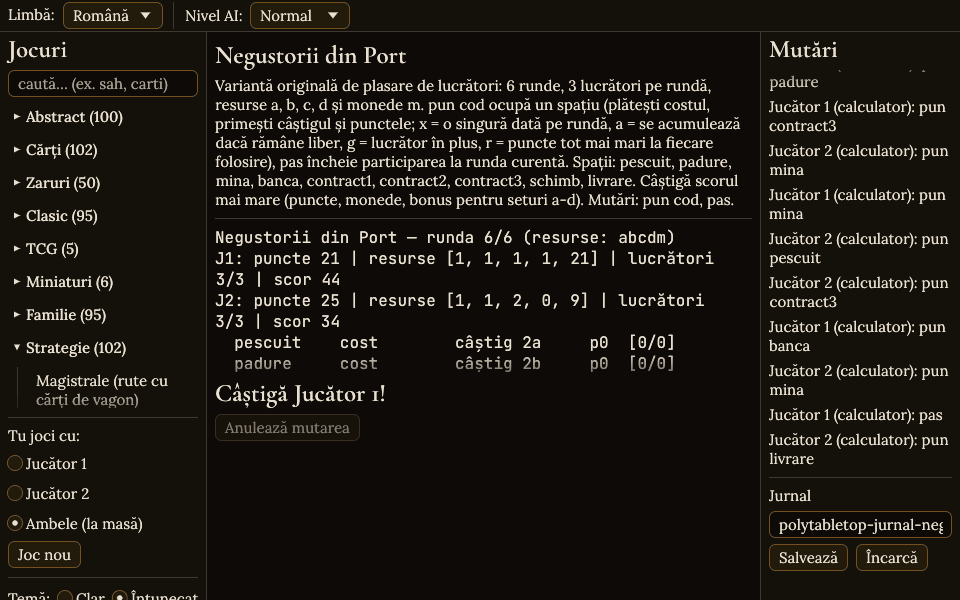 Limbă:
Română
Nivel AI:
Normal
Jocuri
caută... (ex. sah, carti)
Abstract (100)
Cărți (102)
Zaruri (50)
Clasic (95)
TCG (5)
Miniaturi (6)
Familie (95)
Strategie (102)
Magistrale (rute cu
cărți de vagon)
Tu joci cu:
Jucător 1
Jucător 2
Ambele (la masă)
Joc nou
Temă:
Clar
Întunecat
Negustorii din Port
Variantă originală de plasare de lucrători: 6 runde, 3 lucrători pe rundă,
resurse a, b, c, d și monede m. pun cod ocupă un spațiu (plătești costul,
primești câștigul și punctele; x = o singură dată pe rundă, a = se acumulează
dacă rămâne liber, g = lucrător în plus, r = puncte tot mai mari la fiecare
folosire), pas încheie participarea la runda curentă. Spații: pescuit, padure,
mina, banca, contract1, contract2, contract3, schimb, livrare. Câștigă scorul
mai mare (puncte, monede, bonus pentru seturi a-d). Mutări: pun cod, pas.
Negustorii din Port — runda 6/6 (resurse: abcdm)
J1: puncte 21 | resurse [1, 1, 1, 1, 21] | lucrători
3/3 | scor 44
J2: puncte 25 | resurse [1, 1, 2, 0, 9] | lucrători
3/3 | scor 34
pescuit cost câștig 2a p0 [0/0]
padure cost câștig 2b p0 [0/0]
Câștigă Jucător 1!
Anulează mutarea
Mutări
padure
Jucător 1 (calculator): pun
contract3
Jucător 2 (calculator): pun
mina
Jucător 1 (calculator): pun
mina
Jucător 2 (calculator): pun
pescuit
Jucător 2 (calculator): pun
contract3
Jucător 1 (calculator): pun
banca
Jucător 2 (calculator): pun
mina
Jucător 1 (calculator): pas
Jucător 2 (calculator): pun
livrare
Jurnal
polytabletop-jurnal-neg
Salvează
Încarcă